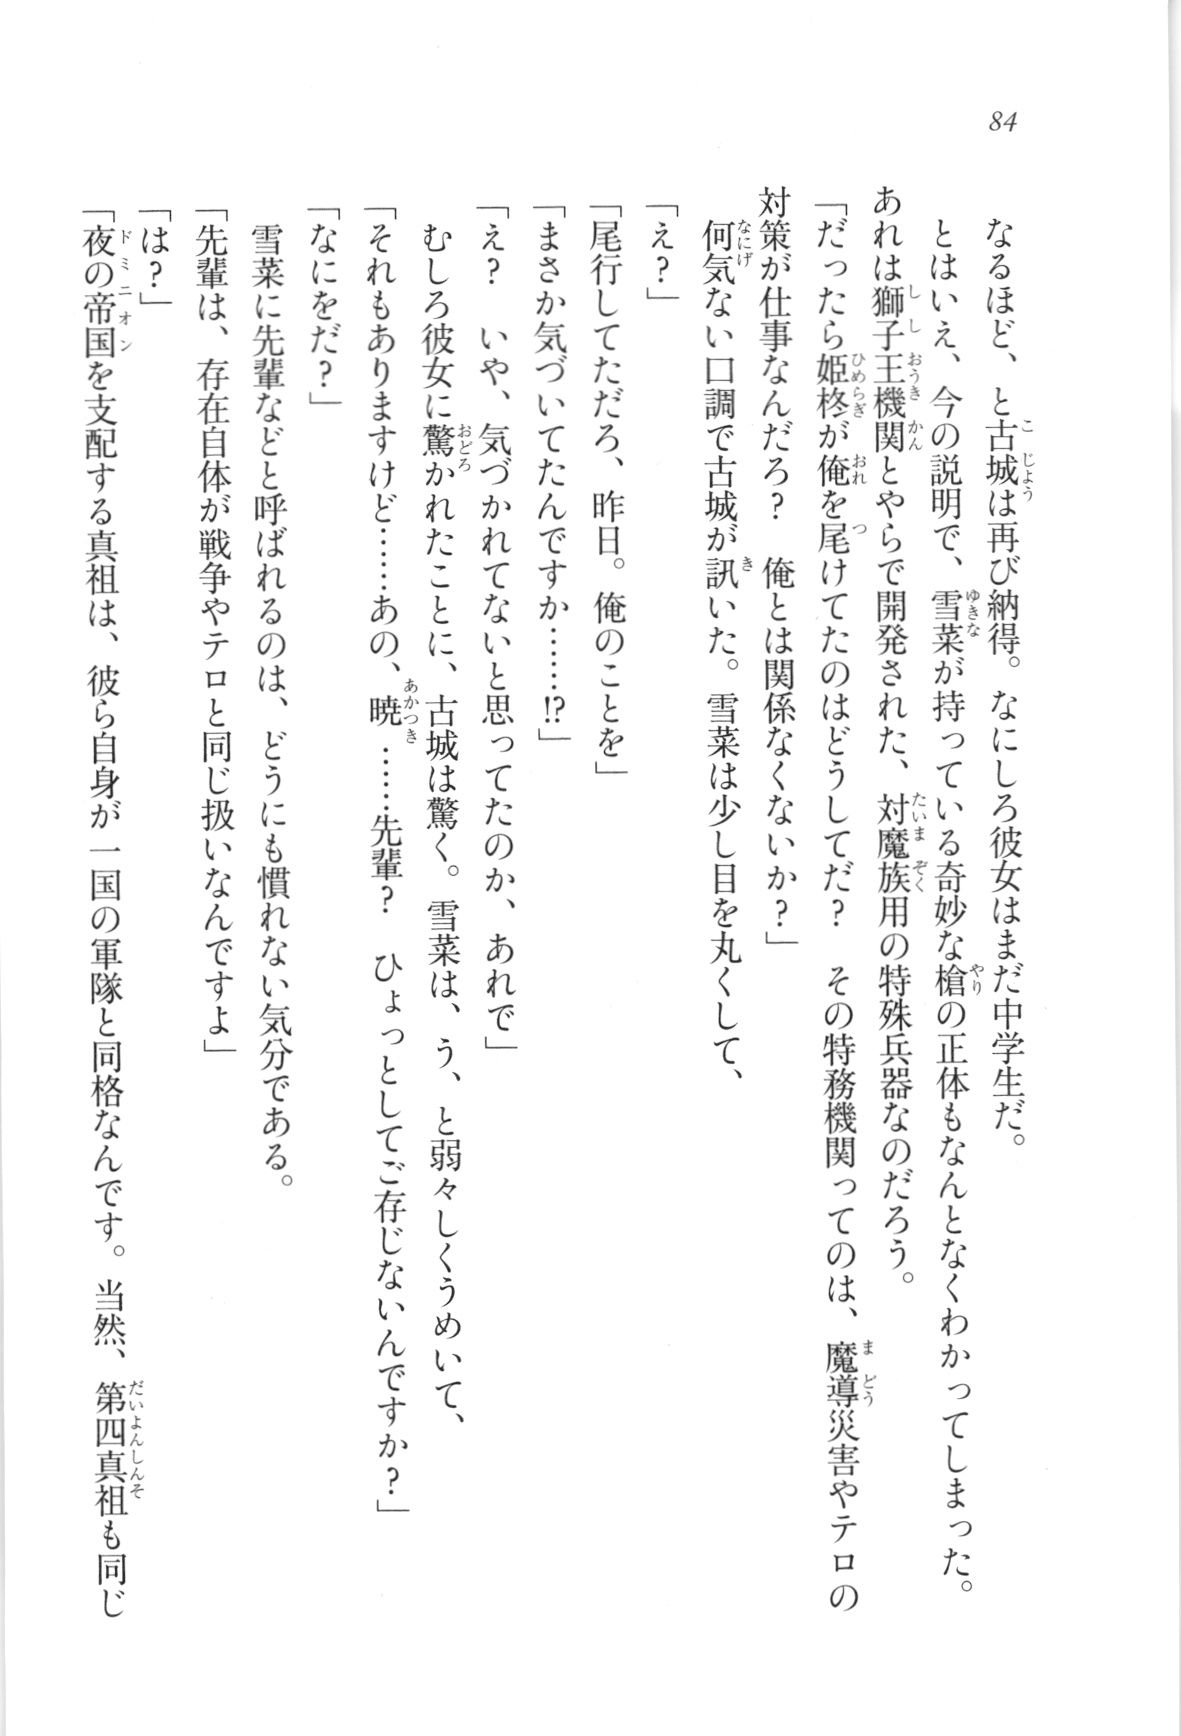 84
なるほど、と古城は再び納得。なにしろ彼女はまだ中学生だ。
とはいえ、今の説明で、雪菜が持っている奇妙な槍の正体もなんとなくわかってしまった。
あれは獅子王機関とやらで開発された、対魔族用の特殊兵器なのだろう。
「だったら姫柊が俺を尾けてたのはどうしてだ？　その特務機関ってのは、魔導災害やテロの
対策が仕事なんだろ？　俺とは関係なくないか？」
何気ない口調で古城が訊いた。雪菜は少し目を丸くして、
「え？」
「尾行してただろ、昨日。俺のことを」
「まさか気づいてたんですか……!?」
「え？　いや、気づかれてないと思ってたのか、あれで」
むしろ彼女に驚かれたことに、古城は驚く。雪菜は、う、と弱々しくうめいて、
「それもありますけど……あの、暁……先輩？　ひょっとしてご存じないんですか？」
「なにをだ？」
雪菜に先輩などと呼ばれるのは、どうにも慣れない気分である。
「先輩は、存在自体が戦争やテロと同じ扱いなんですよ」
「は？」
「夜の帝国を支配する真祖は、彼ら自身が一国の軍隊と同格なんです。当然、第四真祖も同じ